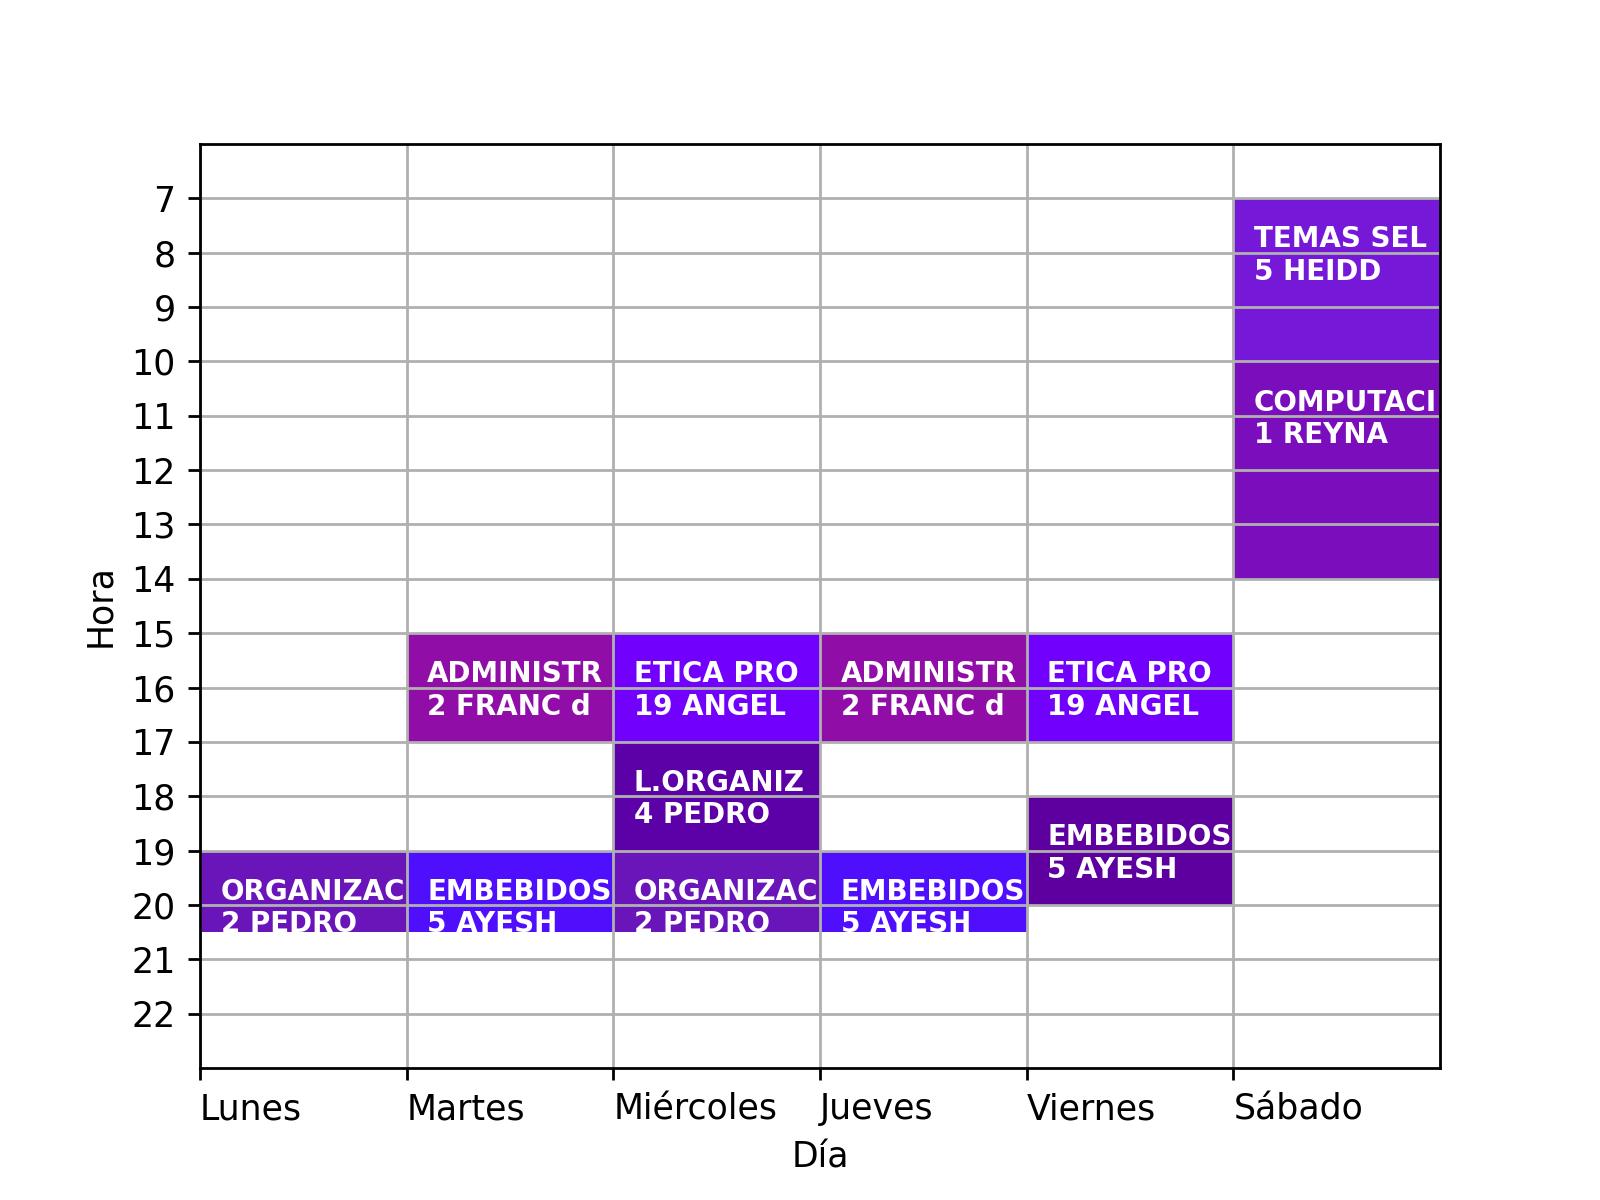 7
8
9
10
11
12
13
14
15
16
17
18
19
20
21
22
Hora
TEMAS SEL
5 HEIDD
COMPUTACI
1 REYNA
ADMINISTR
2 FRANC d
ETICA PRO
19 ANGEL
ADMINISTR
2 FRANC d
ETICA PRO
19 ANGEL
L.ORGANIZ
4 PEDRO
EMBEBIDOS
5 AYESH
ORGANIZAC
2 PEDRO
EMBEBIDOS
5 AYESH
ORGANIZAC
2 PEDRO
EMBEBIDOS
5 AYESH
Lunes
Martes
Miércoles
Jueves
Viernes
Sábado
Día